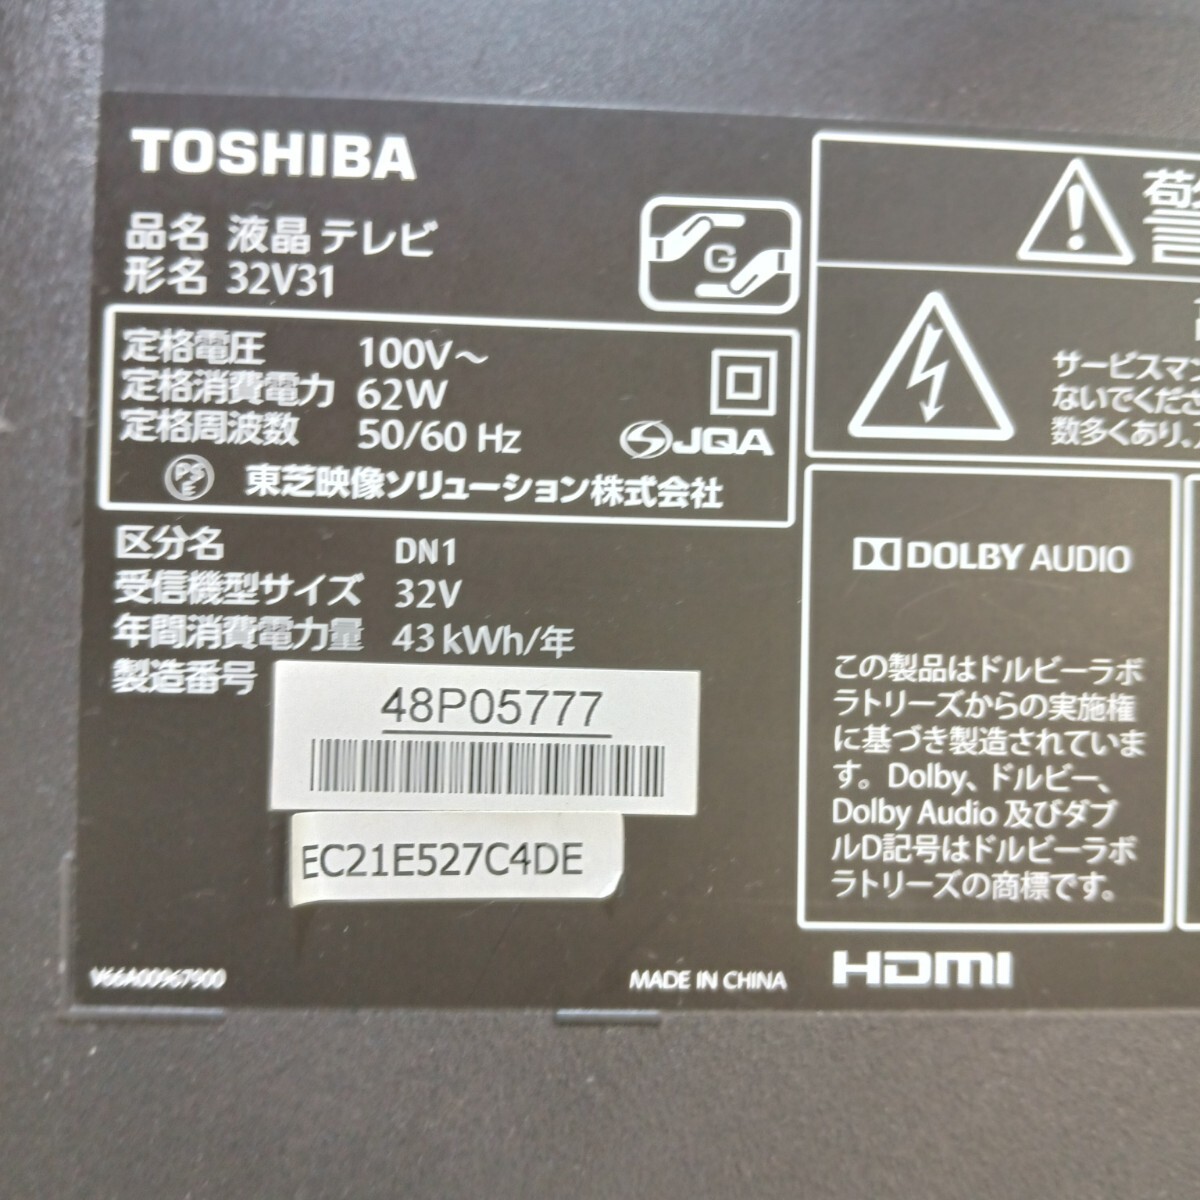 TOSHIBA
品名 液晶テレビ
形名 32V31
G
定格電圧 100V～
定格消費電力 62W
定格周波数 50/60 Hz
JQA
PSE 東芝映像ソリューション株式会社
区分名 DN1
受信機型サイズ 32V
年間消費電力量 43kWh/年
製造番号
48P05777
EC21E527C4DE
V66A00967900
MADE IN CHINA
サービスマン
ないでくださ
数多くあり、
DOLBY AUDIO
この製品はドルビーラボ
ラトリーズからの実施権
に基づき製造されていま
す。Dolby、ドルビー、
Dolby Audio 及びダブ
ルD記号はドルビーラボ
ラトリーズの商標です。
HDMI